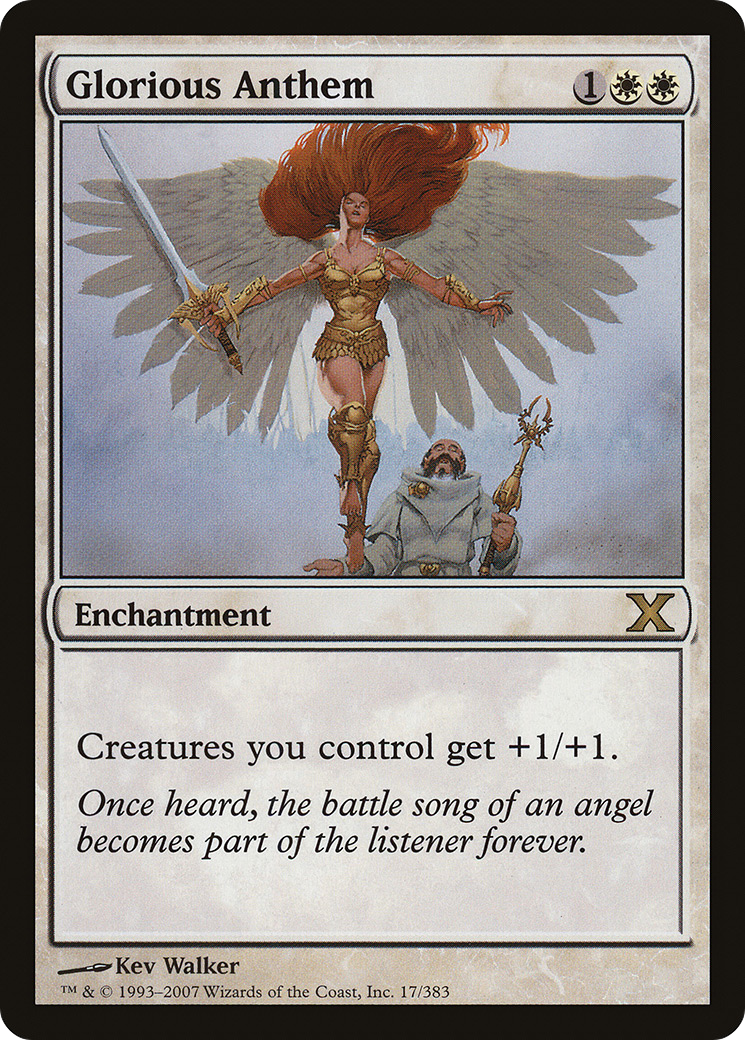 Glorious Anthem 1
Enchantment X
Creatures you control get +1/+1.
Once heard, the battle song of an angel
becomes part of the listener forever.
Kev Walker
™ & © 1993–2007 Wizards of the Coast, Inc. 17/383